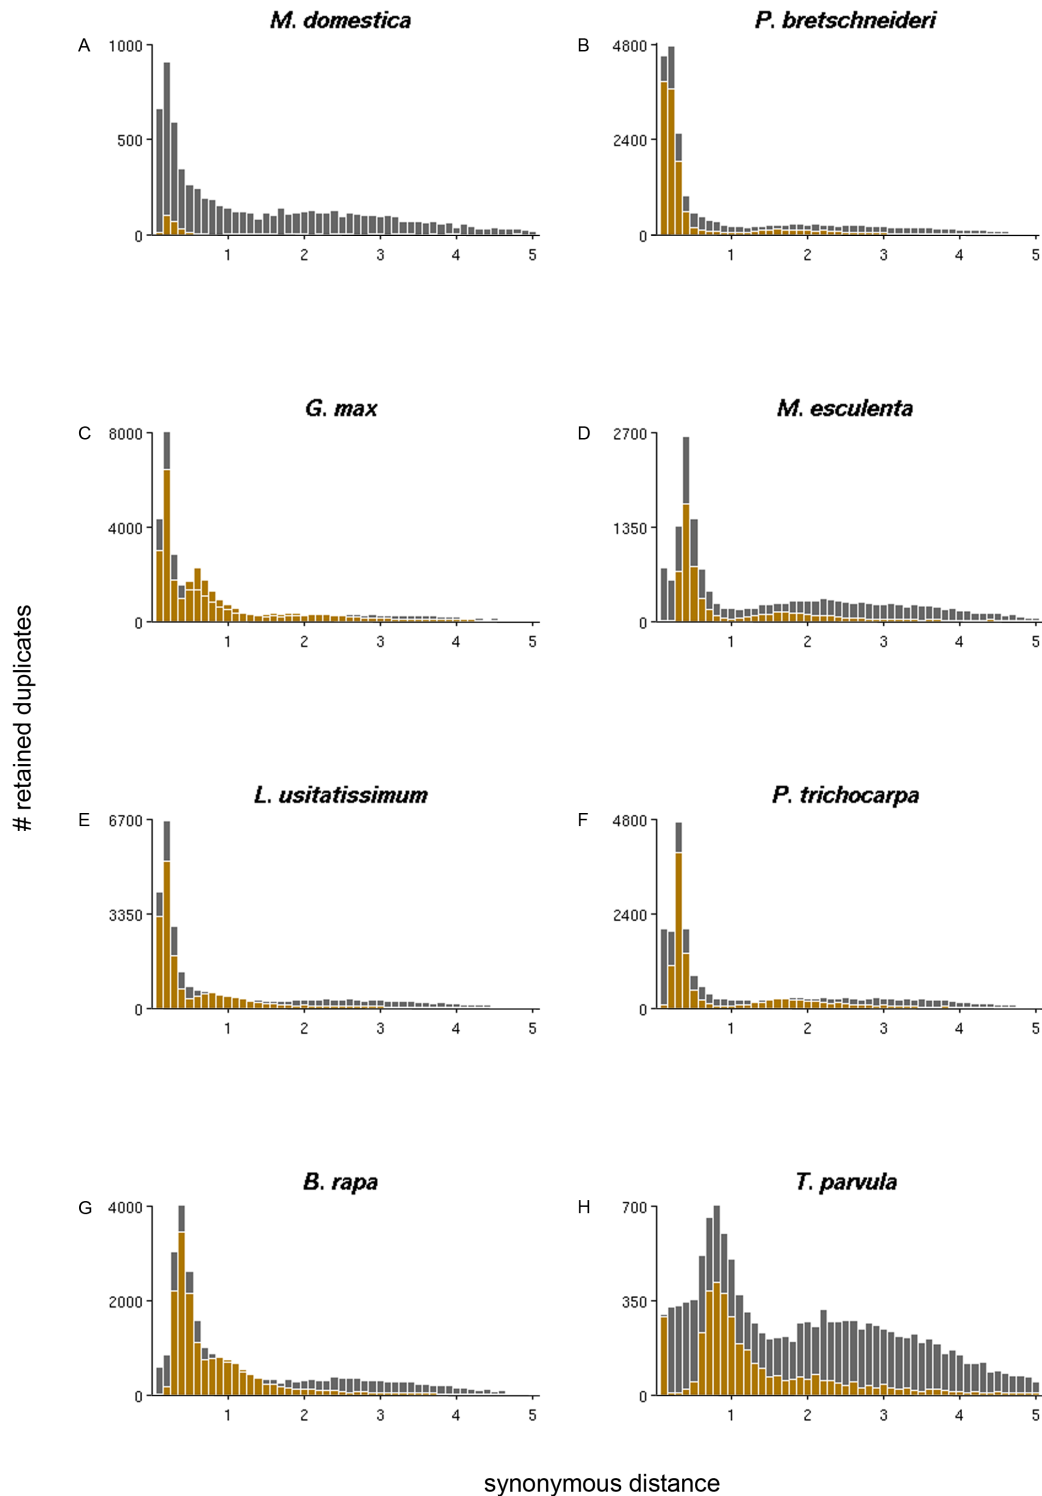 M. domestica
P. bretschneideri
A
1000
500
0
1 2 3 4 5
B
4800
2400
0
1 2 3 4 5
G. max
M. esculenta
C
8000
4000
0
1 2 3 4 5
D
2700
1350
0
1 2 3 4 5
# retained duplicates
L. usitatissimum
P. trichocarpa
E
6700
3350
0
1 2 3 4 5
F
4800
2400
0
1 2 3 4 5
B. rapa
T. parvula
G
4000
2000
0
1 2 3 4 5
H
700
350
0
1 2 3 4 5
synonymous distance